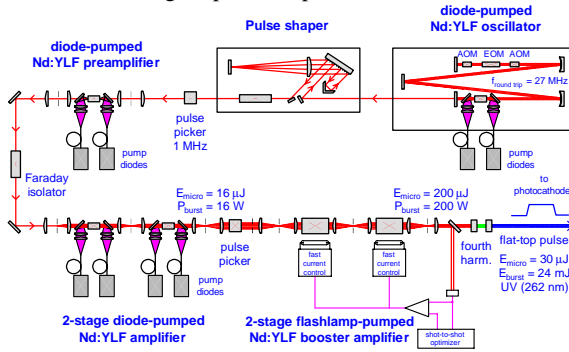 Pulse shaper
diode-pumped
Nd:YLF oscillator
diode-pumped
Nd:YLF preamplifier
AOM EOM AOM
f round trip = 27 MHz
pulse
picker
1 MHz
pump
diodes
pump
diodes
Faraday
isolator
E micro = 16 µJ
P burst = 16 W
E micro = 200 µJ
P burst = 200 W
to
photocathode
pulse
picker
fast
current
control
fast
current
control
fourth
harm.
flat-top pulse
E micro = 30 µJ
E burst = 24 mJ
UV (262 nm)
pump
diodes
2-stage diode-pumped
Nd:YLF amplifier
2-stage flashlamp-pumped
Nd:YLF booster amplifier
shot-to-shot
optimizer